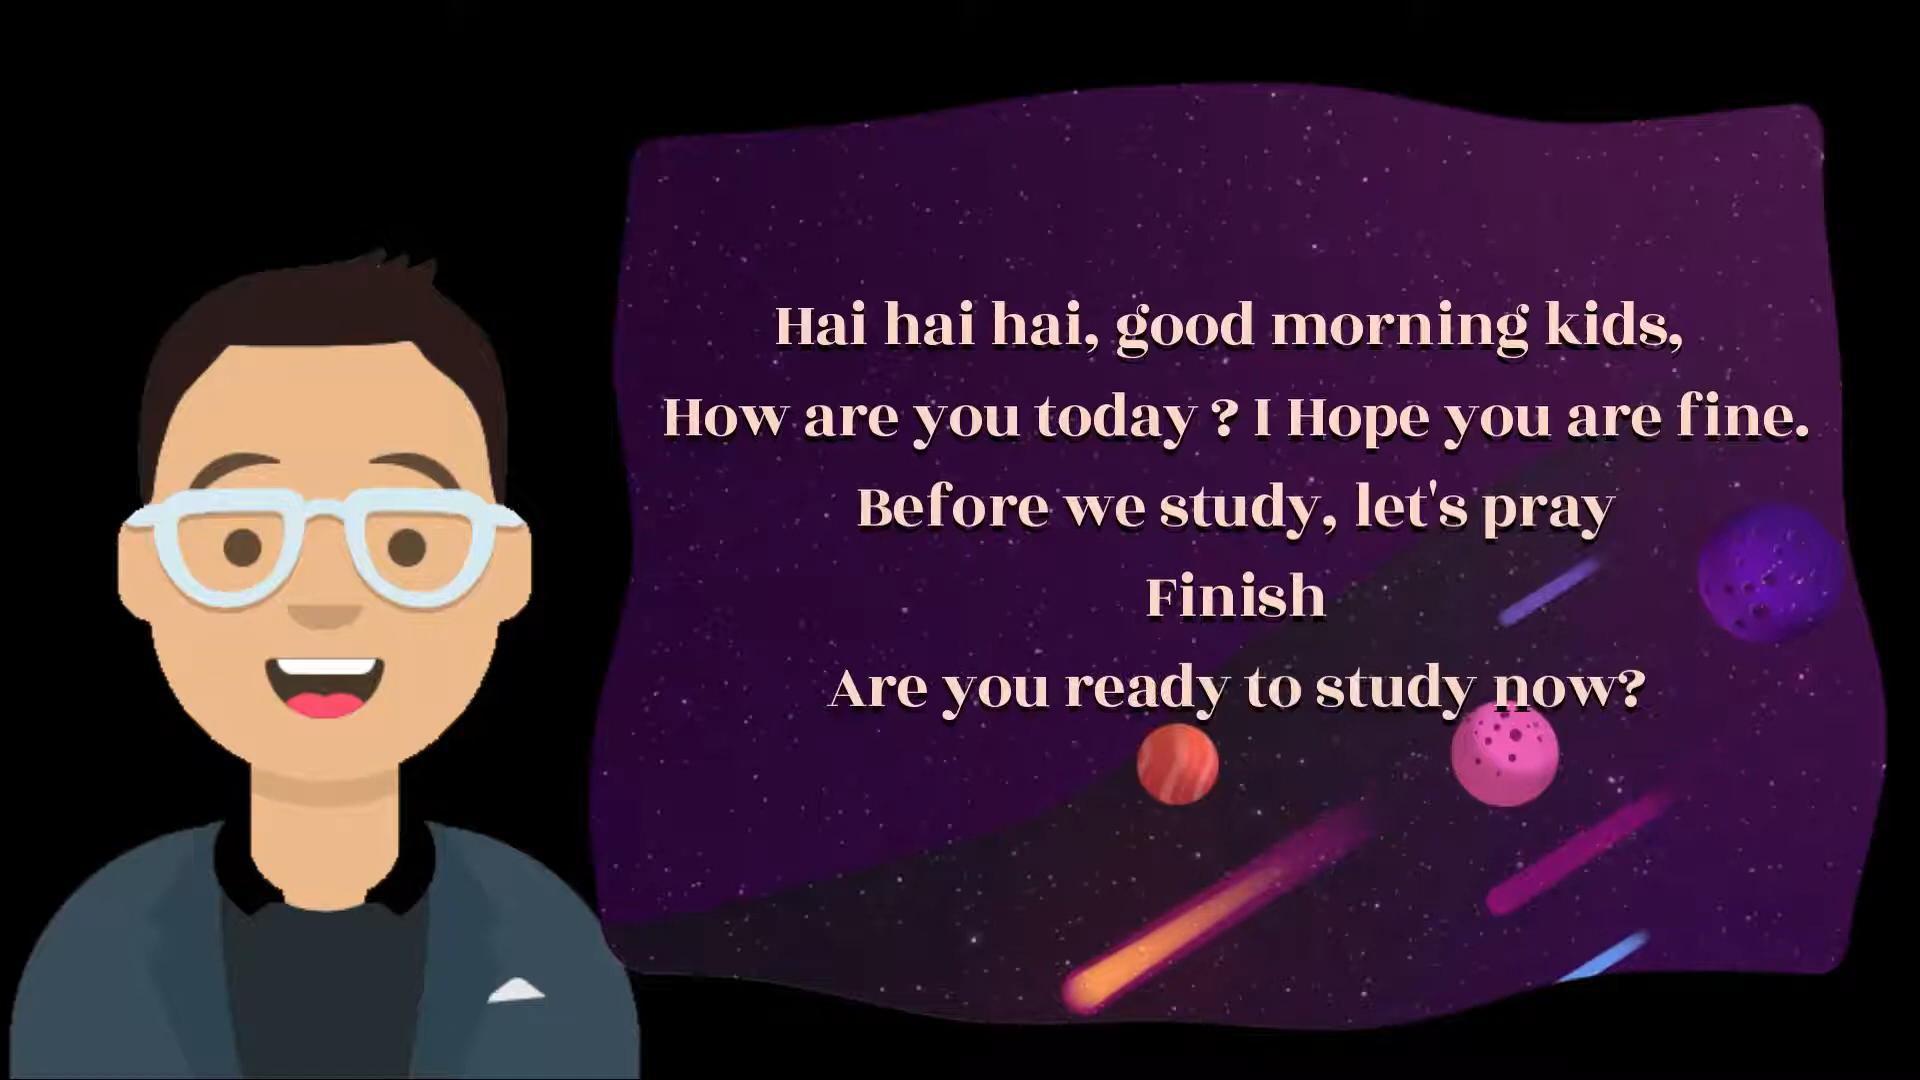 Hai hai hai, good morning kids,
How are you today ? I Hope you are fine.
Before we study, let's pray
Finish
Are you ready to study now?